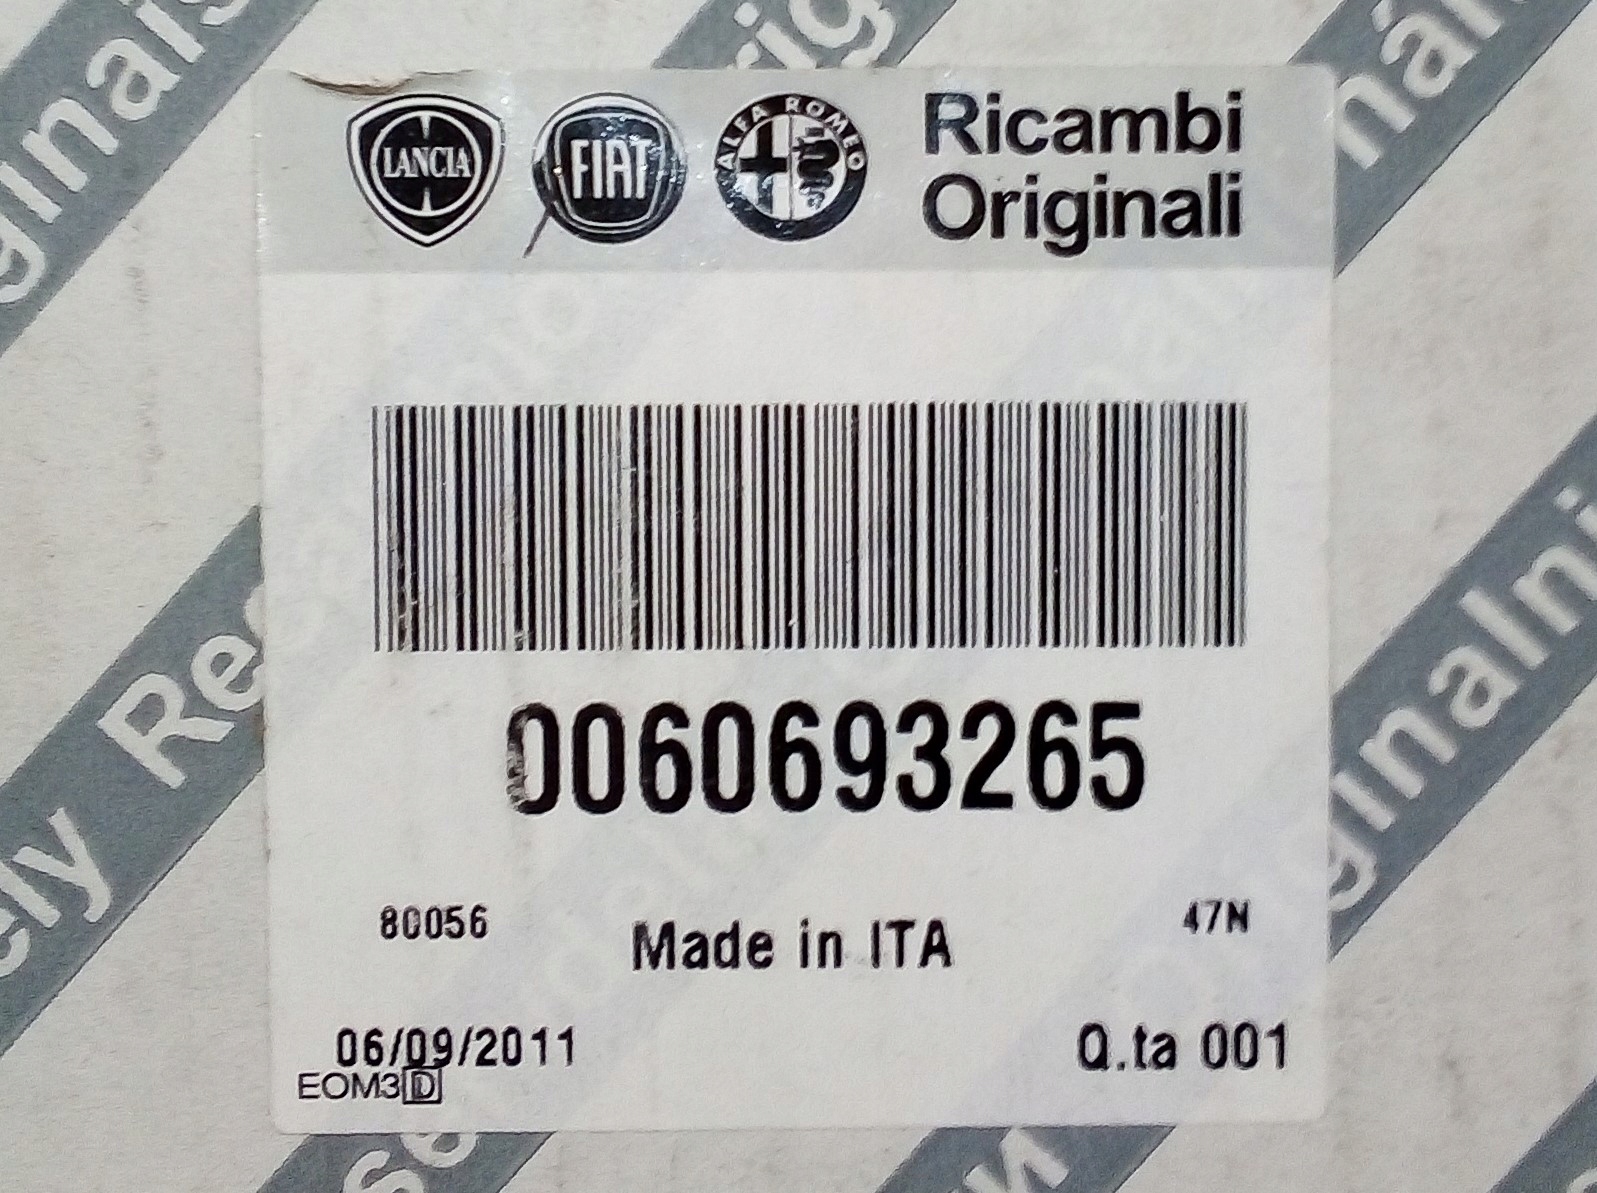 LANCIA FIAT ALFA ROMEO Ricambi
Originali
0060693265
80056 Made in ITA 47N
06/09/2011 Q.ta 001
EOM3D